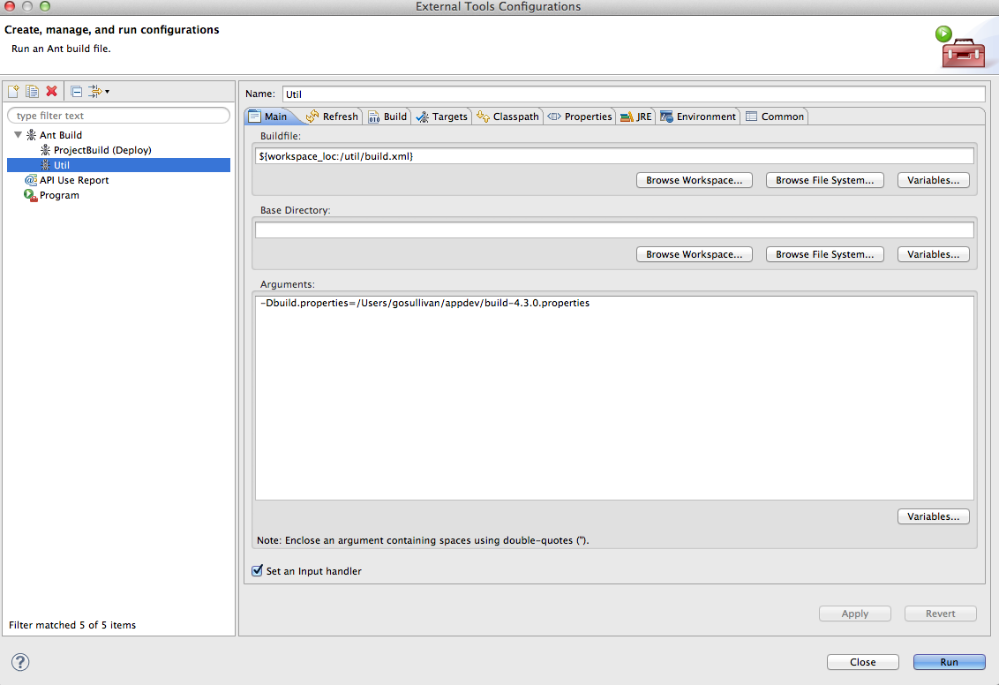 External Tools Configurations
Create, manage, and run configurations
Run an Ant build file.
type filter text
Ant Build
ProjectBuild (Deploy)
Util
API Use Report
Program
Filter matched 5 of 5 items
Name: Util
Main Refresh Build Targets Classpath Properties JRE Environment Common
Buildfile:
${workspace_loc:/util/build.xml}
Browse Workspace... Browse File System... Variables...
Base Directory:
Browse Workspace... Browse File System... Variables...
Arguments:
-Dbuild.properties=/Users/gosullivan/appdev/build-4.3.0.properties
Variables...
Note: Enclose an argument containing spaces using double-quotes (").
Set an Input handler
Apply Revert
? Close Run